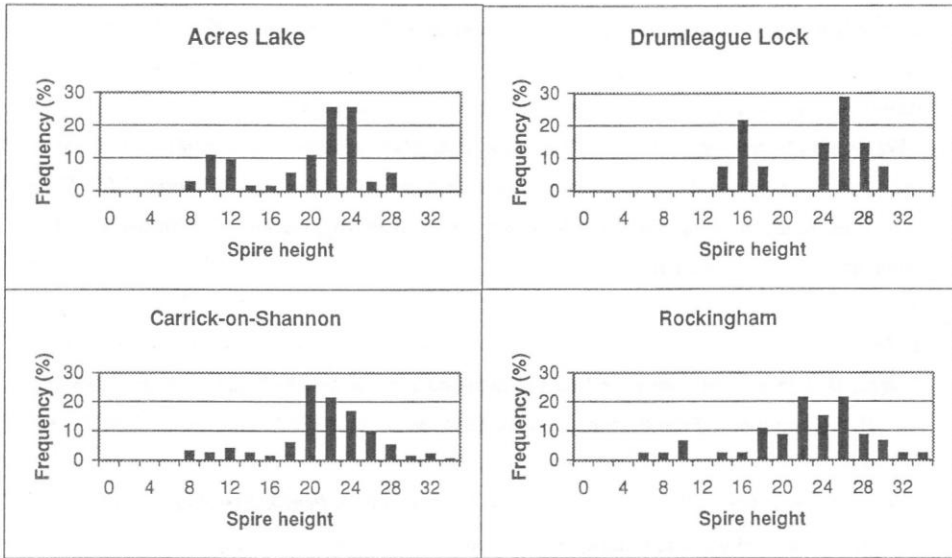 Acres Lake
Frequency (%)
30
20
10
0
0 4 8 12 16 20 24 28 32
Spire height
Drumleague Lock
Frequency (%)
30
20
10
0
0 4 8 12 16 20 24 28 32
Spire height
Carrick-on-Shannon
Frequency (%)
30
20
10
0
0 4 8 12 16 20 24 28 32
Spire height
Rockingham
Frequency (%)
30
20
10
0
0 4 8 12 16 20 24 28 32
Spire height